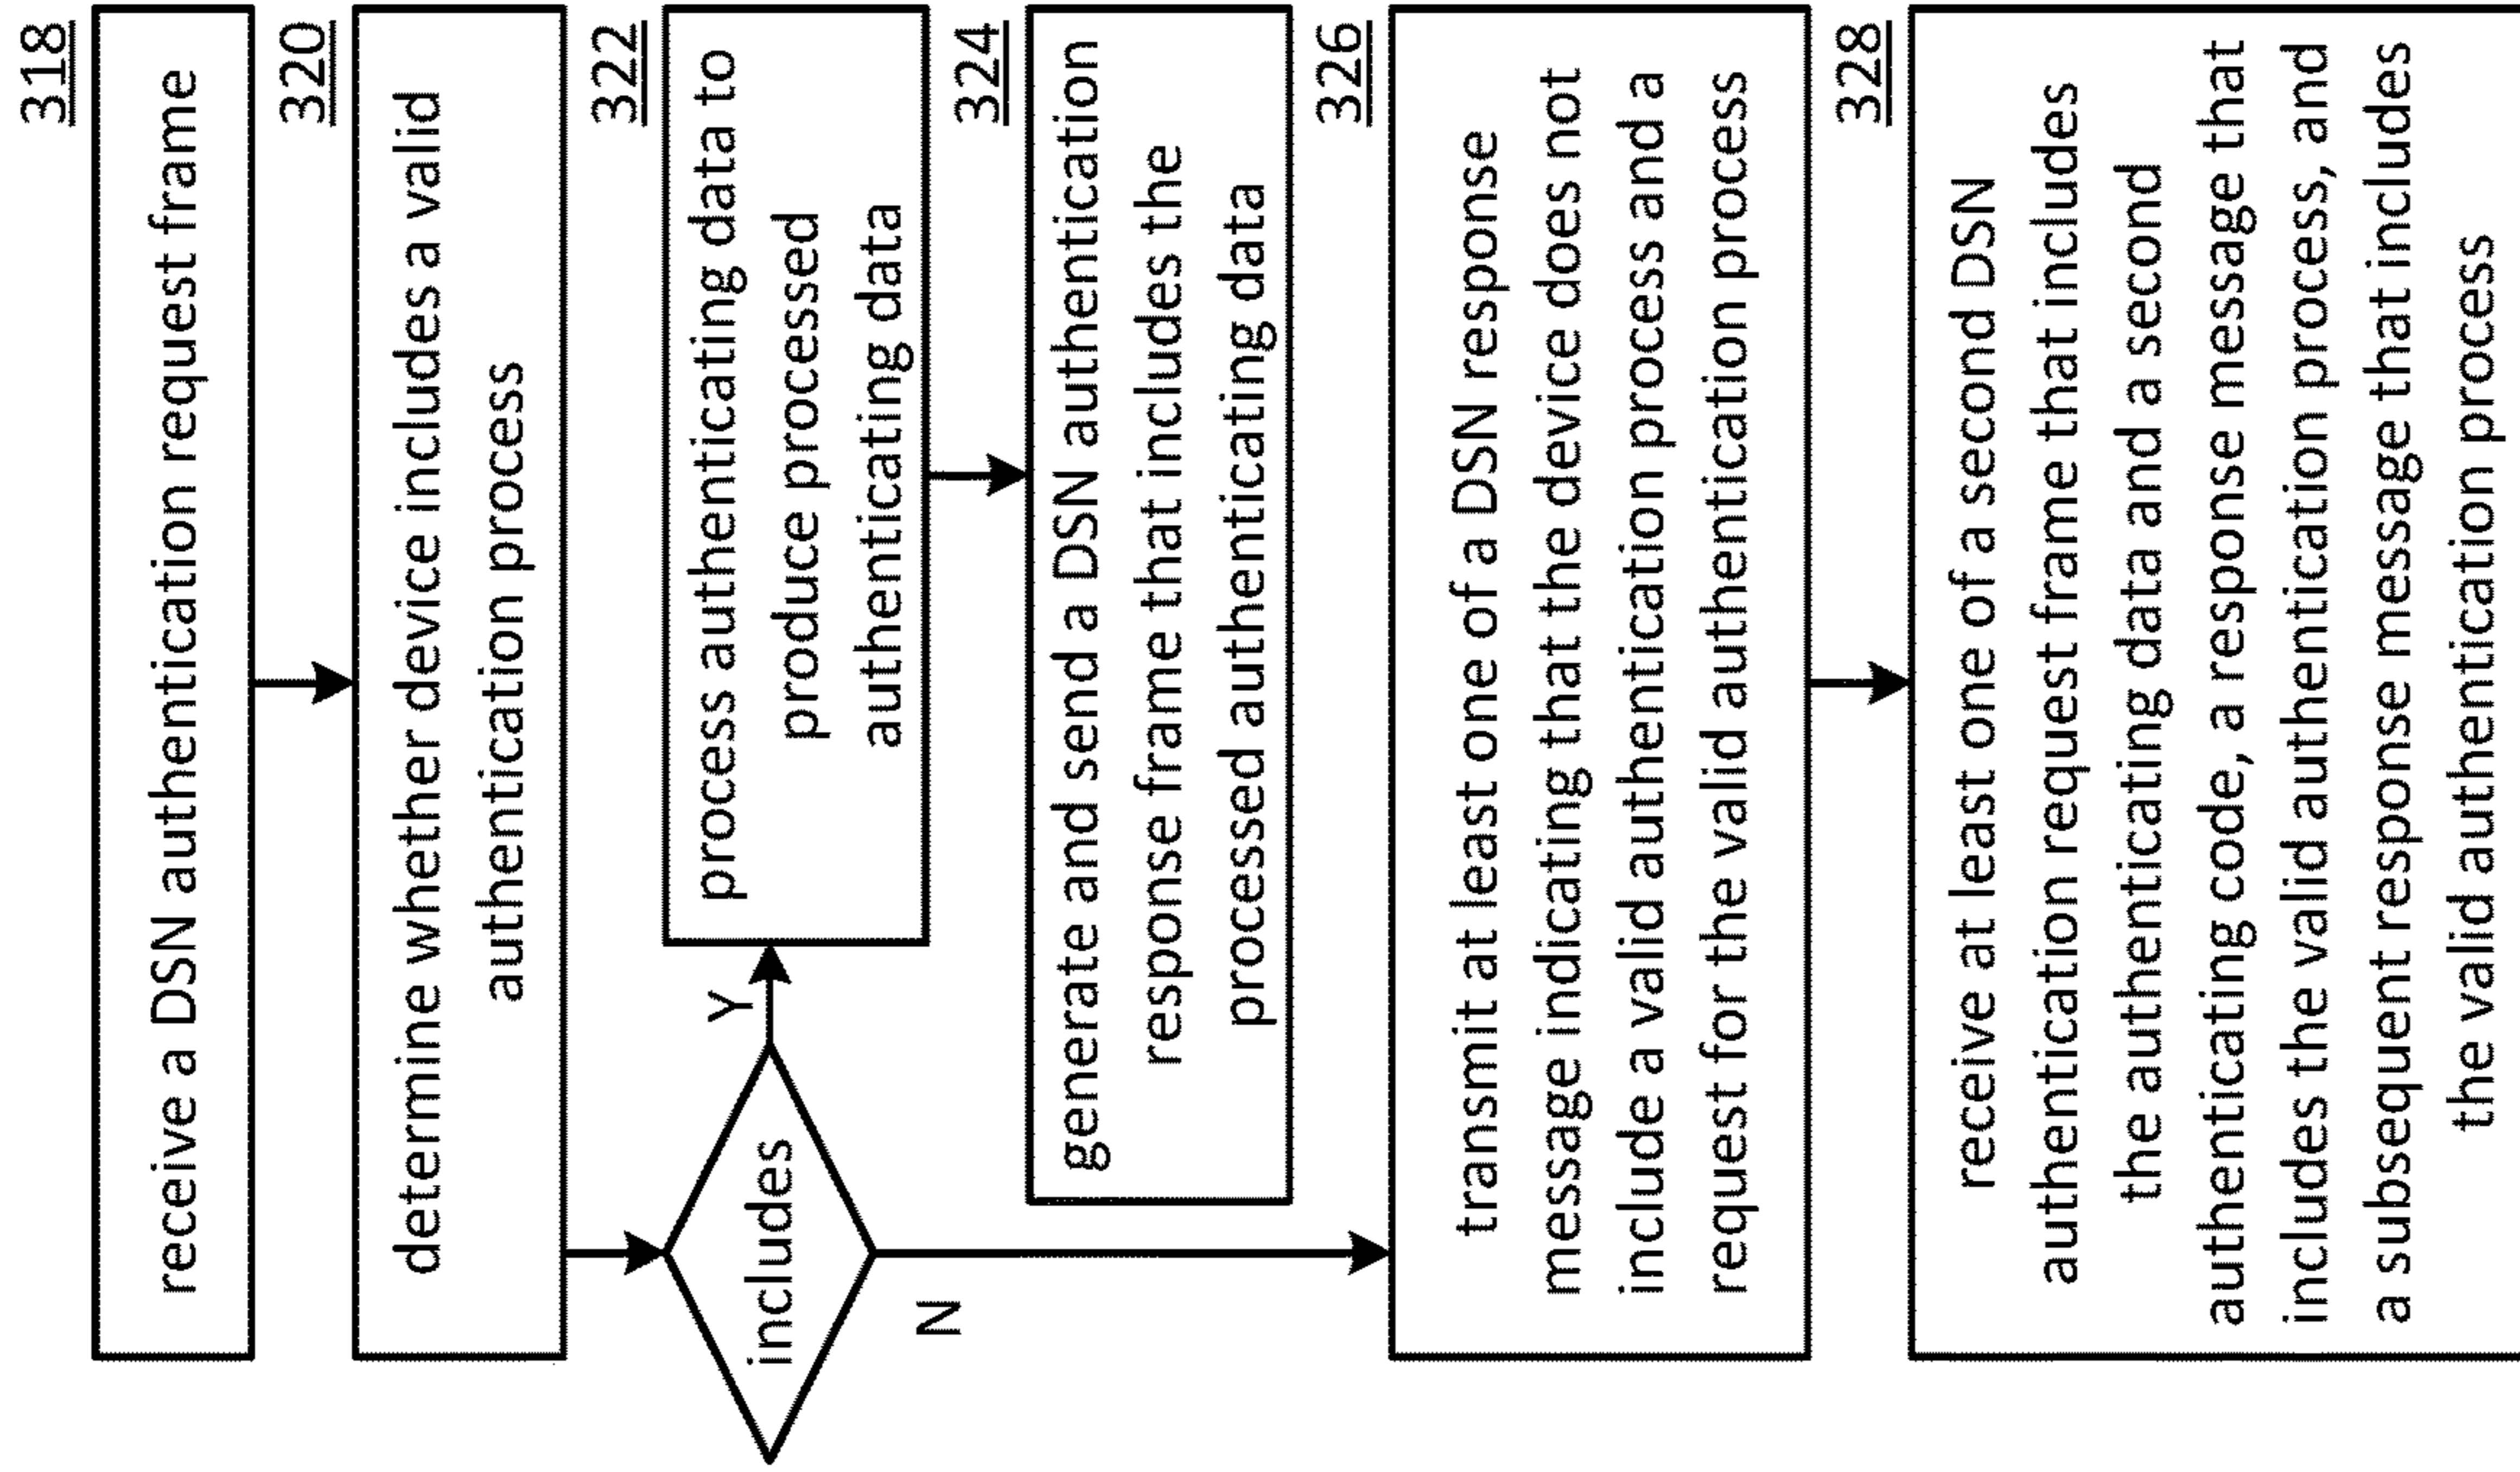 318
receive a DSN authentication request frame
320
determine whether device includes a valid
authentication process
includes
Y
N
322
process authenticating data to
produce processed
authenticating data
324
generate and send a DSN authentication
response frame that includes the
processed authenticating data
326
transmit at least one of a DSN response
message indicating that the device does not
include a valid authentication process and a
request for the valid authentication process
328
receive at least one of a second DSN
authentication request frame that includes
the authenticating data and a second
authenticating code, a response message that
includes the valid authentication process, and
a subsequent response message that includes
the valid authentication process